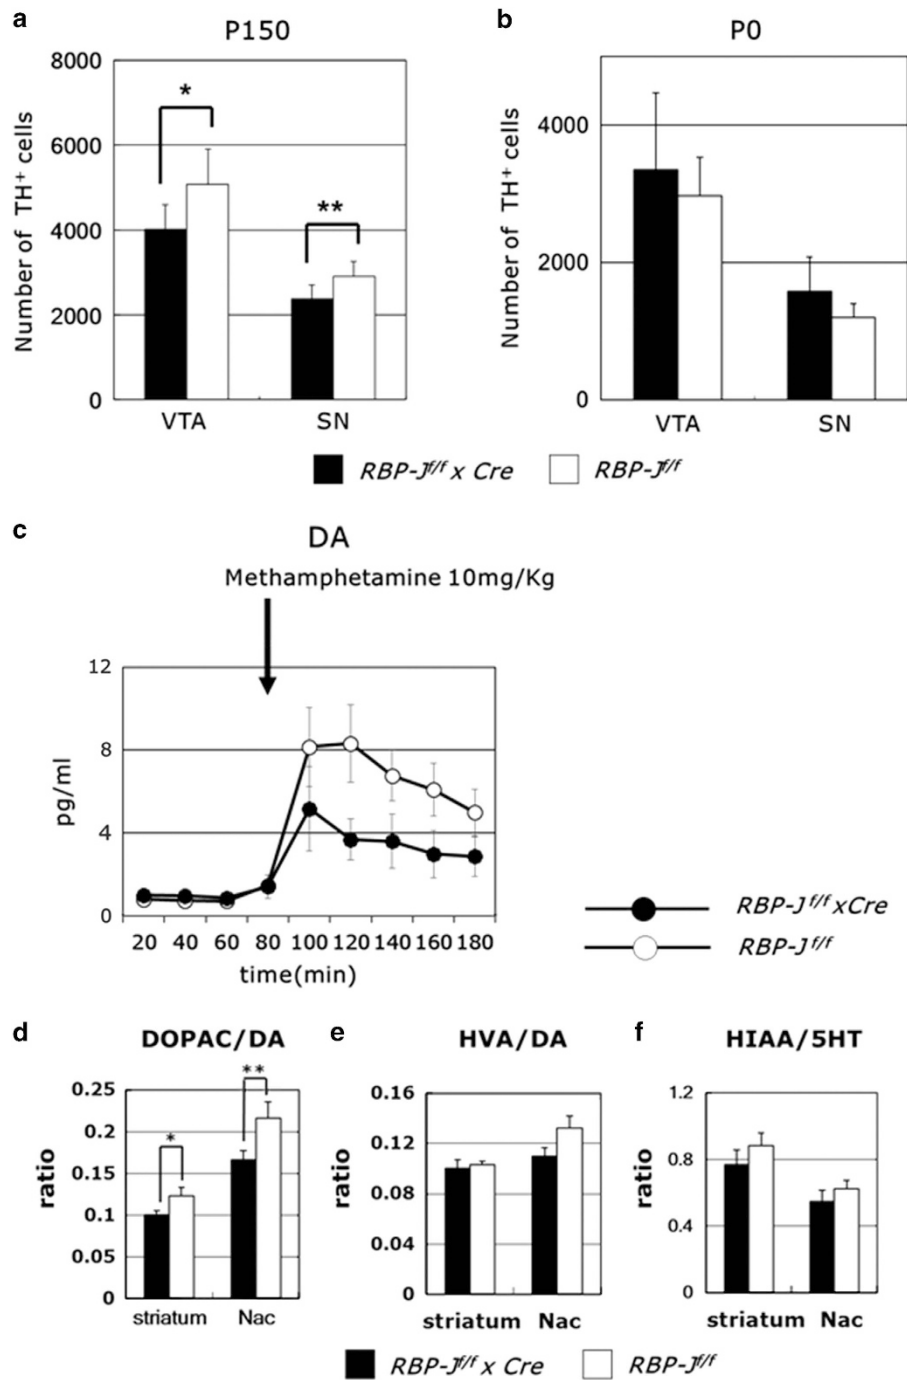 a
P150
8000
6000
4000
2000
0
Number of TH+ cells
*
**
VTA SN
b
P0
4000
2000
0
Number of TH+ cells
VTA SN
RBP-Jf/f x Cre RBP-Jf/f
c
DA
Methamphetamine 10mg/Kg
12
8
4
0
pg/ml
20 40 60 80 100 120 140 160 180
time(min)
RBP-J f/f xCre
RBP-J f/f
d
DOPAC/DA
0.25
0.2
0.15
0.1
0.05
0
ratio
*
**
striatum Nac
e
HVA/DA
0.16
0.12
0.08
0.04
0
ratio
striatum Nac
f
HIAA/5HT
1.2
0.8
0.4
0
ratio
striatum Nac
RBP-Jf/f x Cre RBP-Jf/f